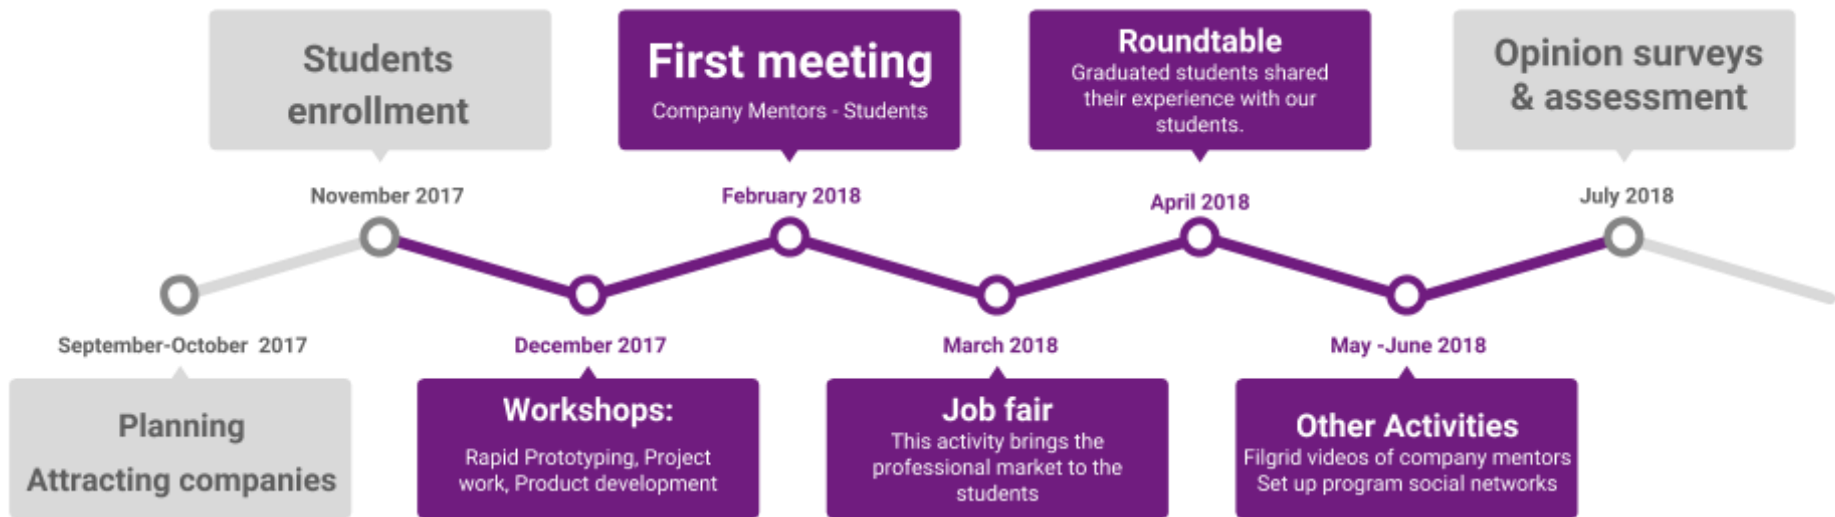 Students
enrollment
First meeting
Company Mentors - Students
Roundtable
Graduated students shared
their experience with our
students.
Opinion surveys
& assessment
November 2017
February 2018
April 2018
July 2018
September-October 2017
December 2017
March 2018
May -June 2018
Planning
Attracting companies
Workshops:
Rapid Prototyping, Project
work, Product development
Job fair
This activity brings the
professional market to the
students
Other Activities
Filgrid videos of company mentors
Set up program social networks